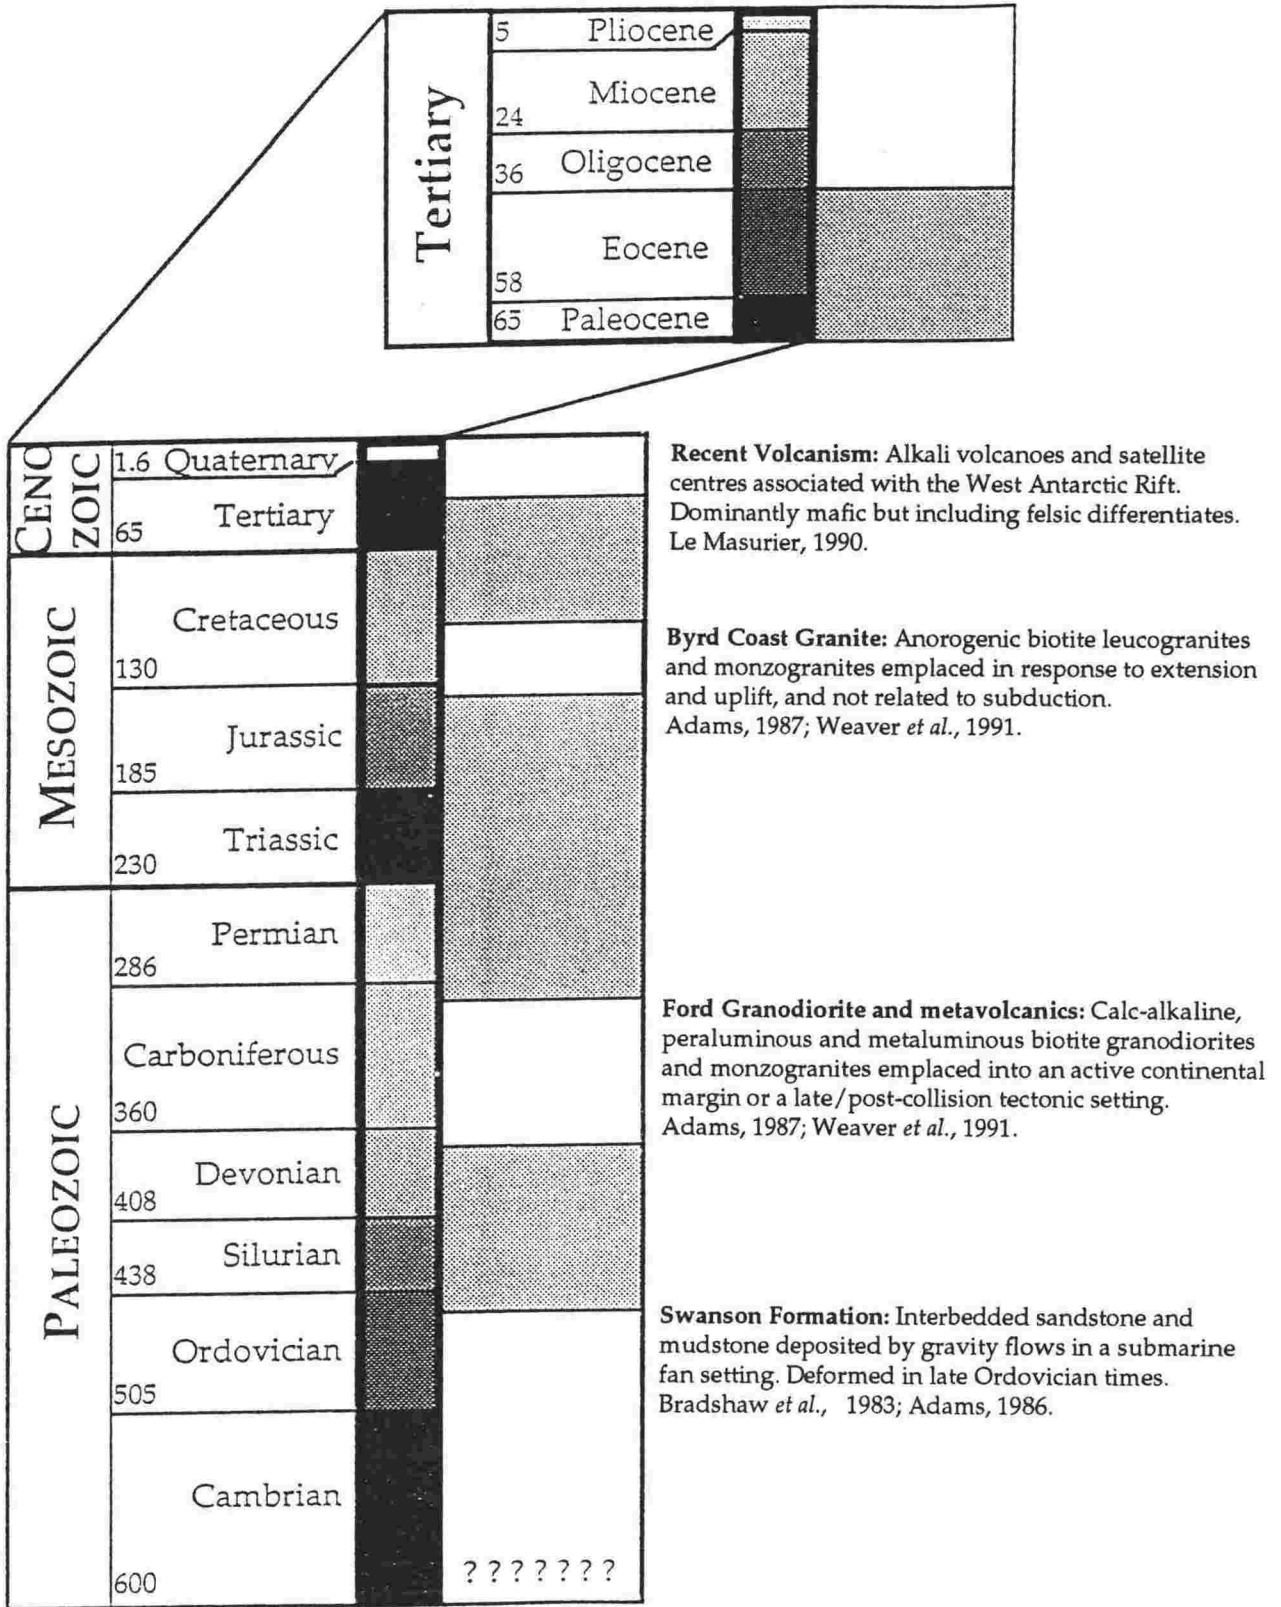 5 Pliocene
Miocene
24
Oligocene
36
Eocene
58
65 Paleocene
Tertiary
CENOZOIC
1.6 Quaternary
Tertiary
65
MESOZOIC
Cretaceous
130
Jurassic
185
Triassic
230
PALEOZOIC
Permian
286
Carboniferous
360
Devonian
408
Silurian
438
Ordovician
505
Cambrian
600
? ? ? ? ? ? ?
Recent Volcanism: Alkali volcanoes and satellite
centres associated with the West Antarctic Rift.
Dominantly mafic but including felsic differentiates.
Le Masurier, 1990.
Byrd Coast Granite: Anorogenic biotite leucogranites
and monzogranites emplaced in response to extension
and uplift, and not related to subduction.
Adams, 1987; Weaver et al., 1991.
Ford Granodiorite and metavolcanics: Calc-alkaline,
peraluminous and metaluminous biotite granodiorites
and monzogranites emplaced into an active continental
margin or a late/post-collision tectonic setting.
Adams, 1987; Weaver et al., 1991.
Swanson Formation: Interbedded sandstone and
mudstone deposited by gravity flows in a submarine
fan setting. Deformed in late Ordovician times.
Bradshaw et al., 1983; Adams, 1986.